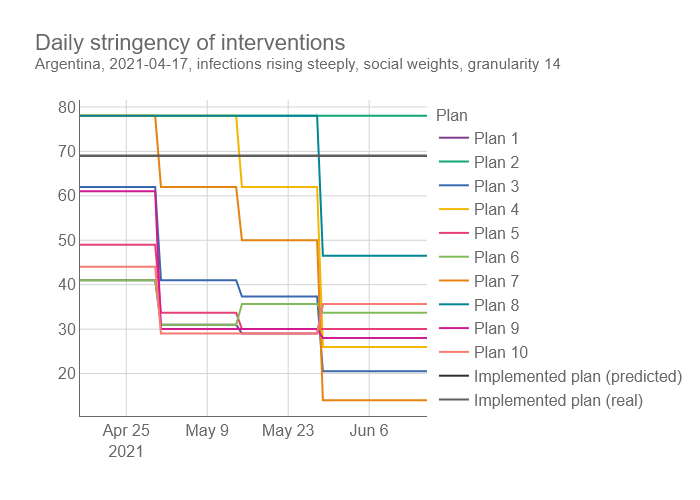 Daily stringency of interventions
Argentina, 2021-04-17, infections rising steeply, social weights, granularity 14
80
70
60
50
40
30
20
Apr 25
2021
May 9
May 23
Jun 6
Plan
Plan 1
Plan 2
Plan 3
Plan 4
Plan 5
Plan 6
Plan 7
Plan 8
Plan 9
Plan 10
Implemented plan (predicted)
Implemented plan (real)